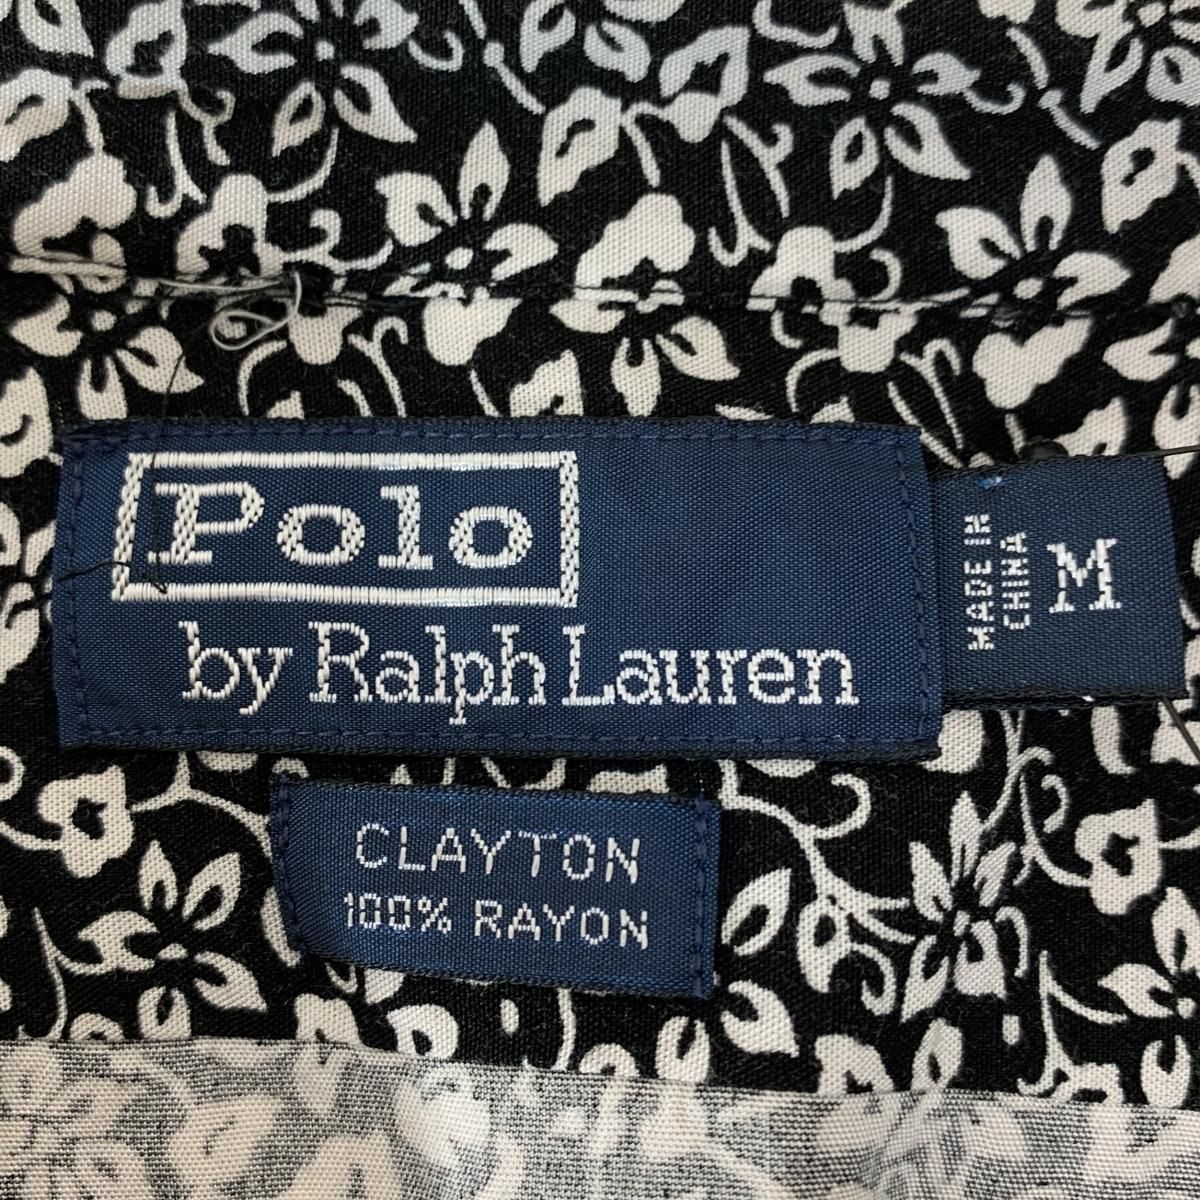 Polo
by Ralph Lauren
MADE IN
CHINA
M
CLAYTON
100% RAYON